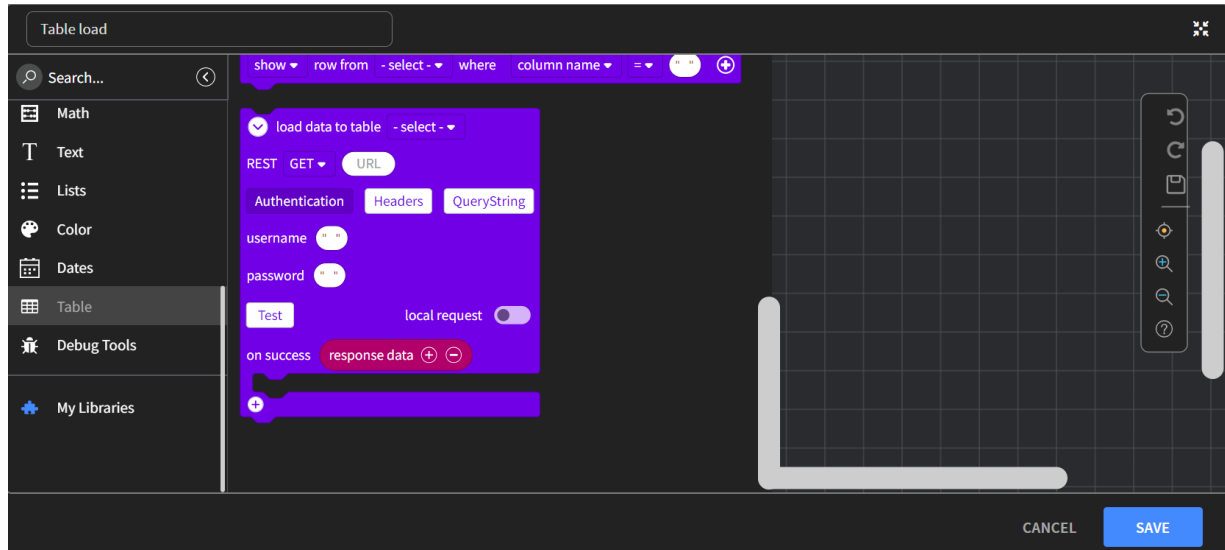 Table load
Search...
Math
Text
Lists
Color
Dates
Table
Debug Tools
My Libraries
show row from - select - where column name = " "
load data to table - select -
REST GET URL
Authentication Headers QueryString
username " "
password " "
Test local request
on success response data
CANCEL SAVE